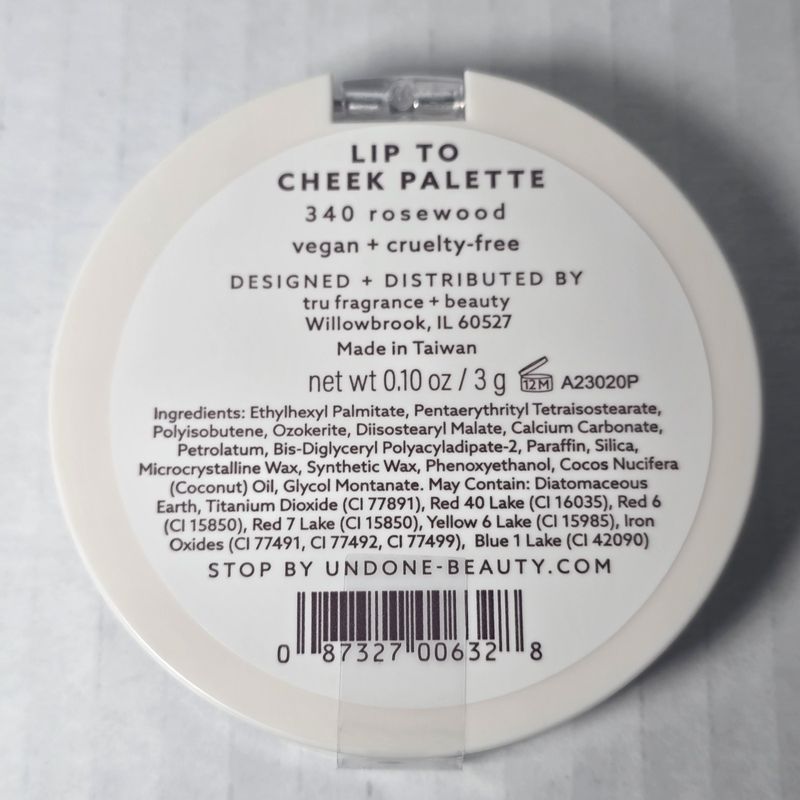 LIP TO
CHEEK PALETTE
340 rosewood
vegan + cruelty-free
DESIGNED + DISTRIBUTED BY
tru fragrance + beauty
Willowbrook, IL 60527
Made in Taiwan
net wt 0.10 oz / 3 g 12M A23020P
Ingredients: Ethylhexyl Palmitate, Pentaerythrityl Tetraisostearate,
Polyisobutene, Ozokerite, Diisostearyl Malate, Calcium Carbonate,
Petrolatum, Bis-Diglyceryl Polyacyladipate-2, Paraffin, Silica,
Microcrystalline Wax, Synthetic Wax, Phenoxyethanol, Cocos Nucifera
(Coconut) Oil, Glycol Montanate. May Contain: Diatomaceous
Earth, Titanium Dioxide (CI 77891), Red 40 Lake (CI 16035), Red 6
(CI 15850), Red 7 Lake (CI 15850), Yellow 6 Lake (CI 15985), Iron
Oxides (CI 77491, CI 77492, CI 77499), Blue 1 Lake (CI 42090)
STOP BY UNDONE-BEAUTY.COM
0 87327 00632 8